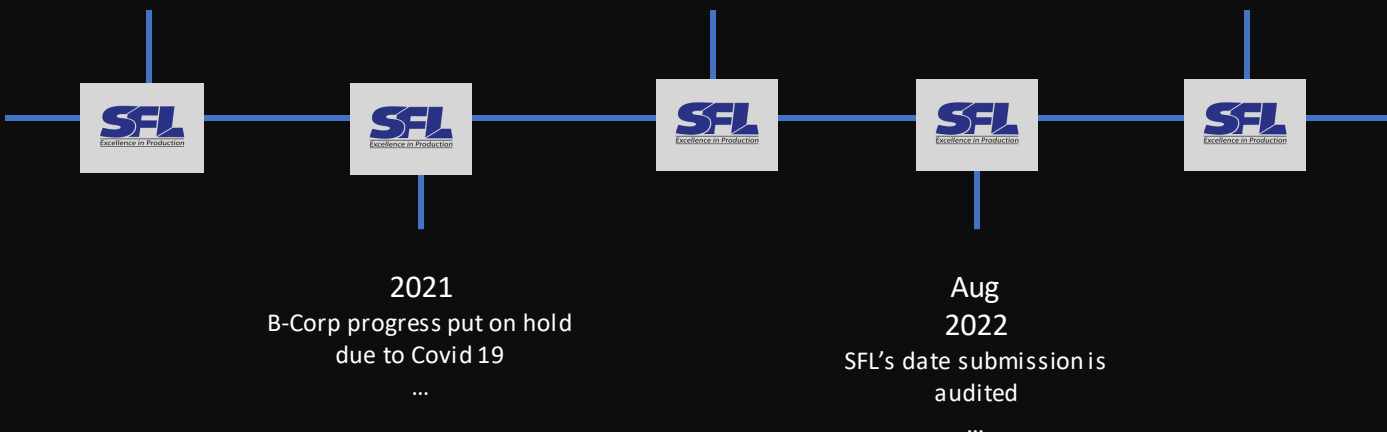 SFL
Excellence in Production
SFL
Excellence in Production
SFL
Excellence in Production
SFL
Excellence in Production
SFL
Excellence in Production
2021
B-Corp progress put on hold
due to Covid 19
...
Aug
2022
SFL’s date submission is
audited
...